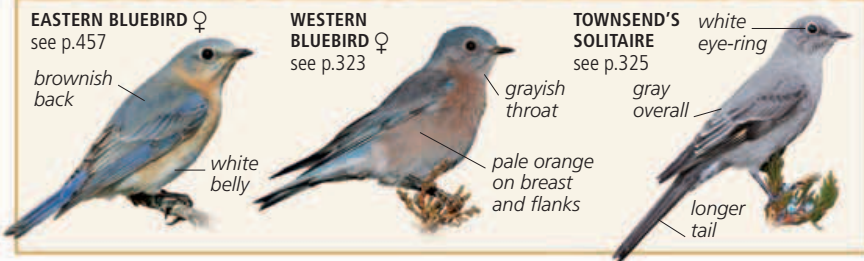 EASTERN BLUEBIRD ♀
see p.457
brownish
back
white
belly
WESTERN
BLUEBIRD ♀
see p.323
grayish
throat
pale orange
on breast
and flanks
TOWNSEND'S
SOLITAIRE
see p.325
white
eye-ring
gray
overall
longer
tail